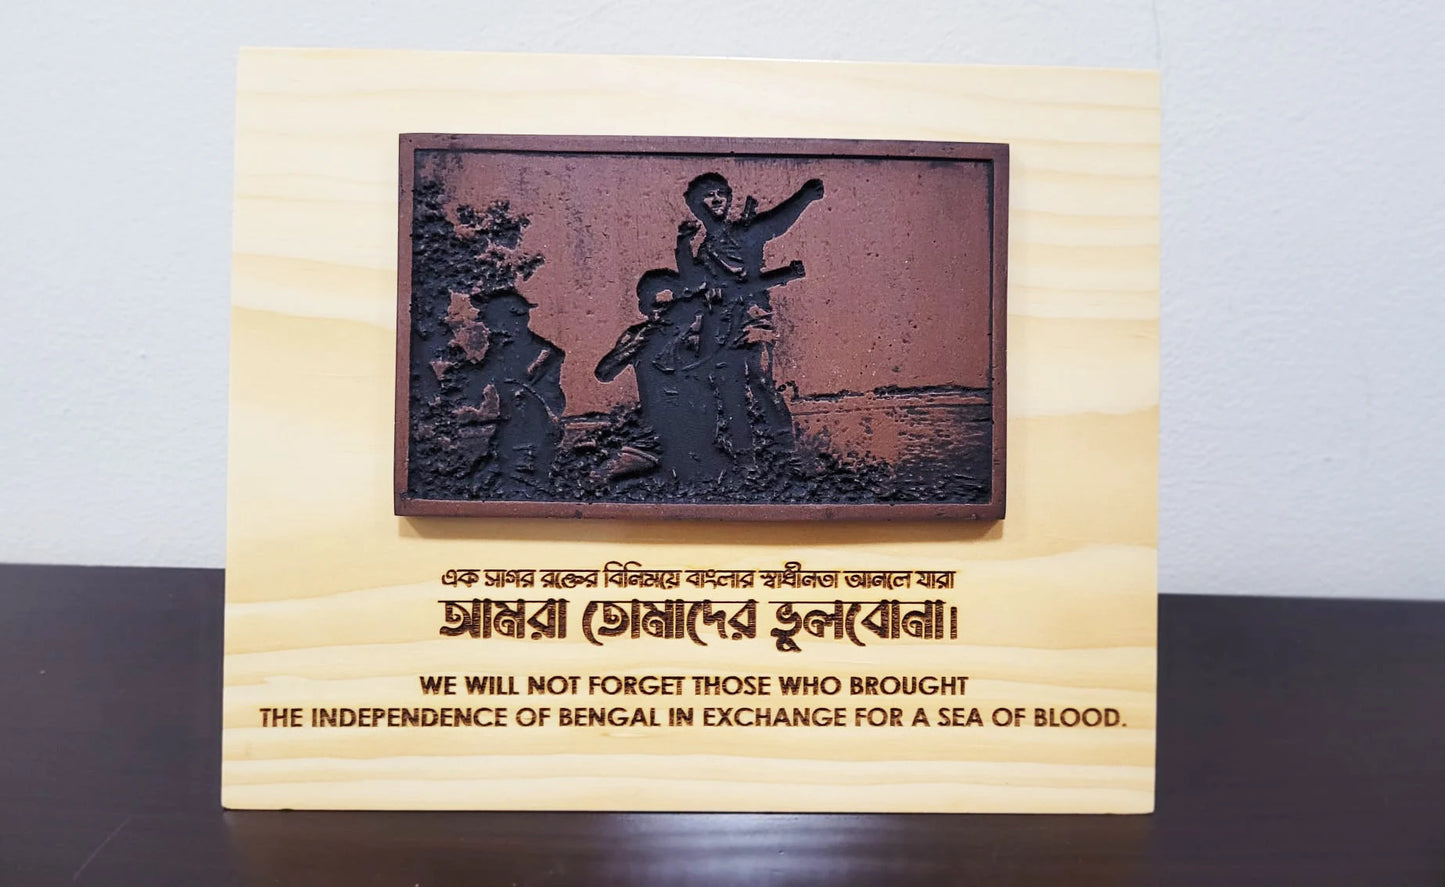 এক সাগর রক্তের বিনিময়ে বাংলার স্বাধীনতা আনলে যারা
আমরা তোমাদের ভুলবোনা।
WE WILL NOT FORGET THOSE WHO BROUGHT
THE INDEPENDENCE OF BENGAL IN EXCHANGE FOR A SEA OF BLOOD.